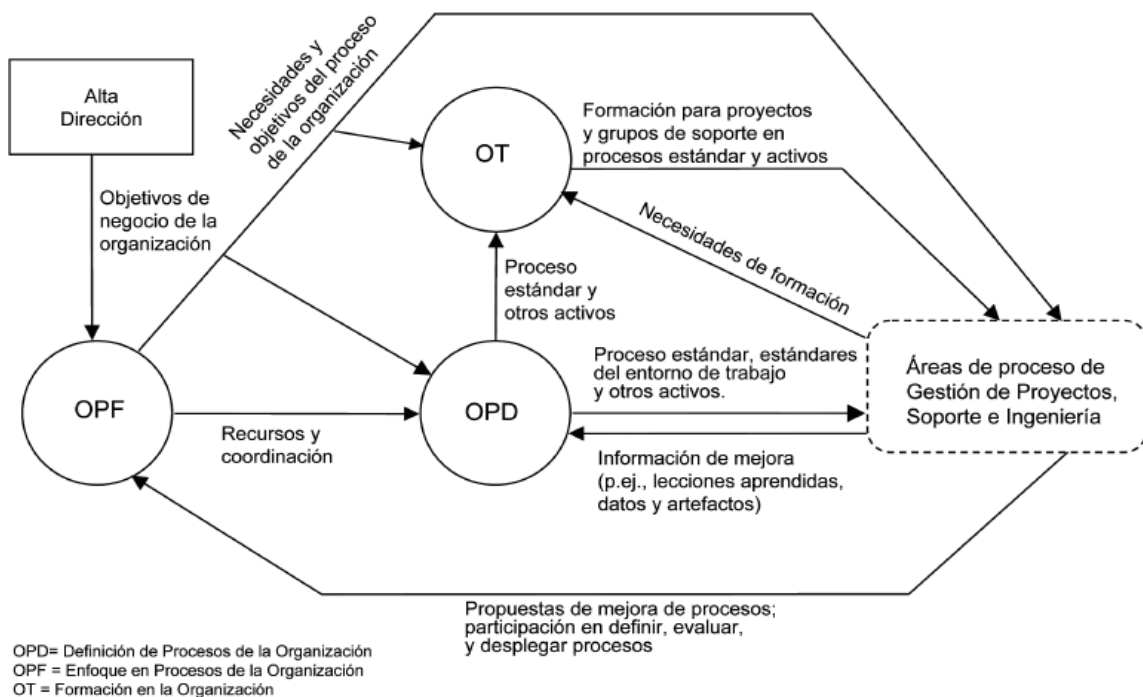 Alta
Dirección
Necesidades y
objetivos del proceso
de la organización
OT
Formación para proyectos
y grupos de soporte en
procesos estándar y activos
Objetivos de
negocio de la
organización
Necesidades de formación
Proceso
estándar y
otros activos
OPF
Recursos y
coordinación
OPD
Proceso estándar, estándares
del entorno de trabajo
y otros activos.
Áreas de proceso de
Gestión de Proyectos,
Soporte e Ingeniería
Información de mejora
(p.ej., lecciones aprendidas,
datos y artefactos)
Propuestas de mejora de procesos;
participación en definir, evaluar,
y desplegar procesos
OPD= Definición de Procesos de la Organización
OPF = Enfoque en Procesos de la Organización
OT = Formación en la Organización